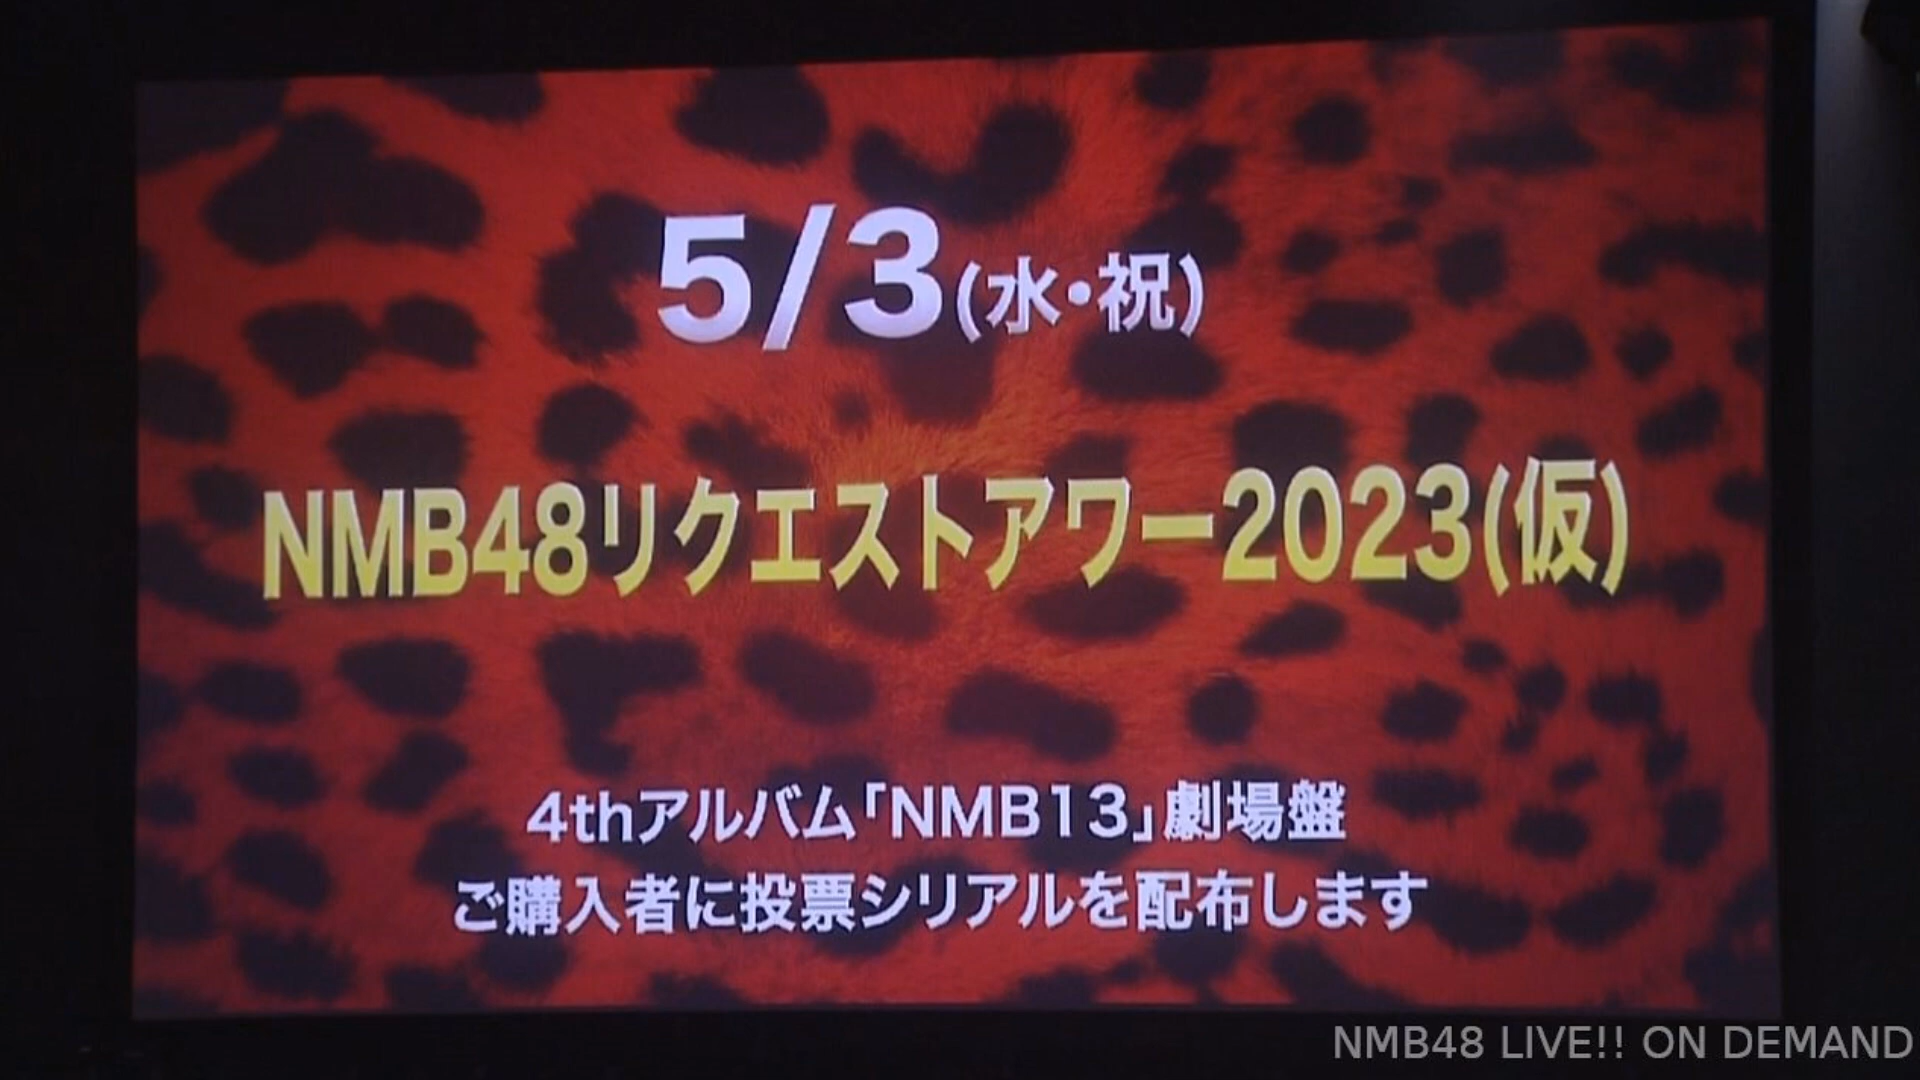 5/3(水・祝)
NMB48リクエストアワー2023(仮)
4thアルバム「NMB13」劇場盤
ご購入者に投票シリアルを配布します
NMB48 LIVE!! ON DEMAND